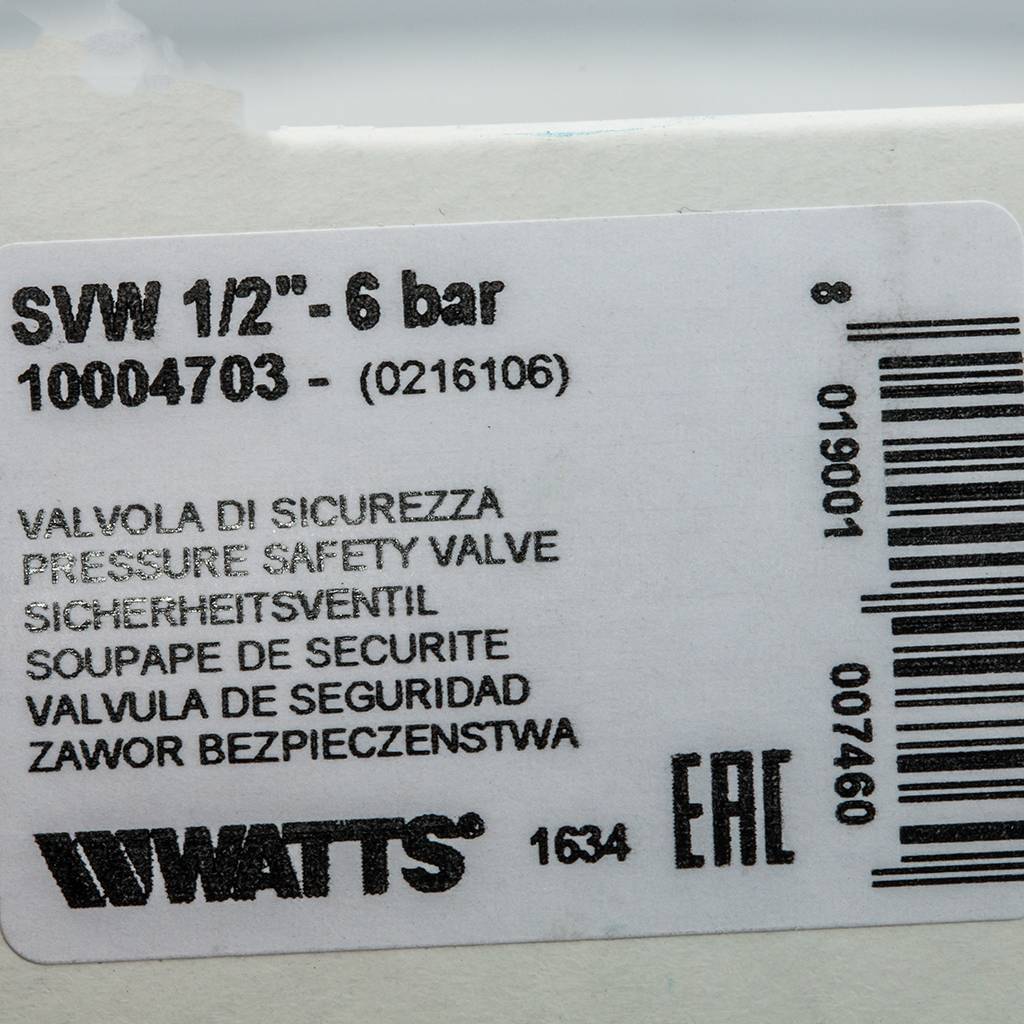 SVW 1/2"- 6 bar
10004703 - (0216106)
VALVOLA DI SICUREZZA
PRESSURE SAFETY VALVE
SICHERHEITSVENTIL
SOUPAPE DE SECURITE
VALVULA DE SEGURIDAD
ZAWOR BEZPIECZENSTWA
WATTS®
1634
EAC
8 019001 007460